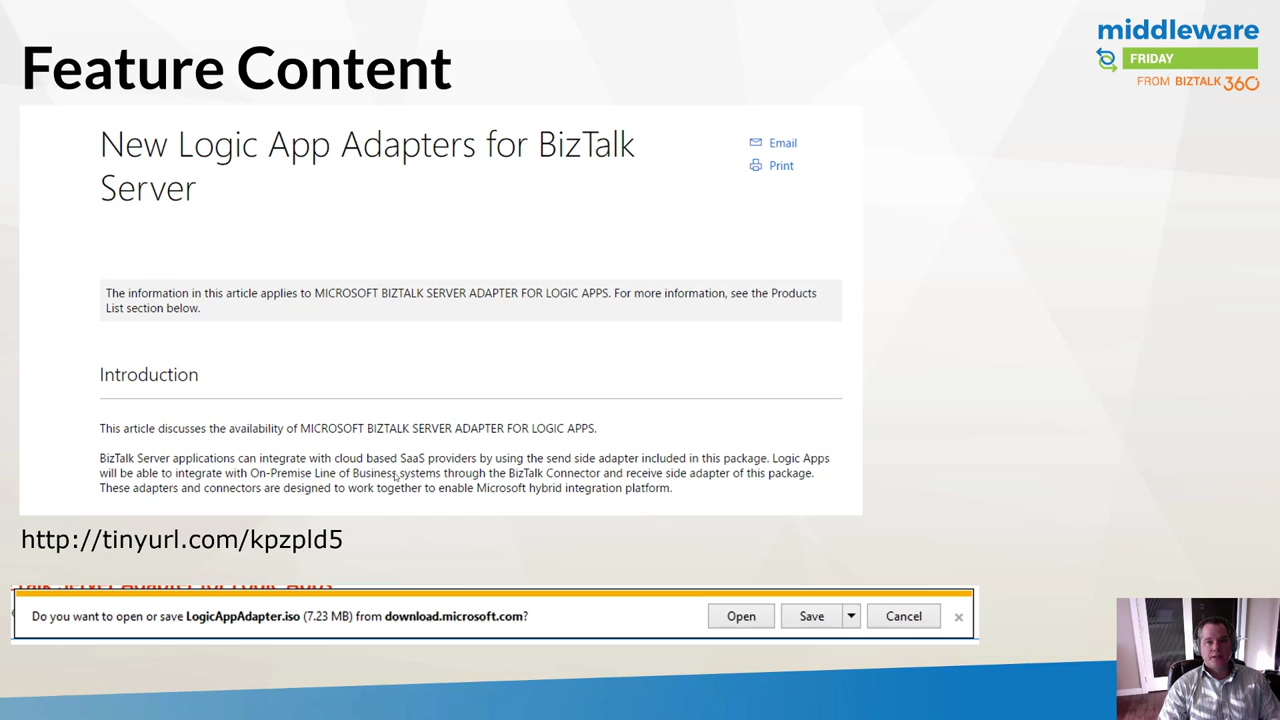 Feature Content
middleware
FRIDAY
FROM BIZTALK360
New Logic App Adapters for BizTalk
Server
Email
Print
The information in this article applies to MICROSOFT BIZTALK SERVER ADAPTER FOR LOGIC APPS. For more information, see the Products
List section below.
Introduction
This article discusses the availability of MICROSOFT BIZTALK SERVER ADAPTER FOR LOGIC APPS.
BizTalk Server applications can integrate with cloud based SaaS providers by using the send side adapter included in this package. Logic Apps
will be able to integrate with On-Premise Line of Business systems through the BizTalk Connector and receive side adapter of this package.
These adapters and connectors are designed to work together to enable Microsoft hybrid integration platform.
http://tinyurl.com/kpzpld5
Talk Server Adapter for Logic Apps
Do you want to open or save LogicAppAdapter.iso (7.23 MB) from download.microsoft.com?
Open
Save
Cancel